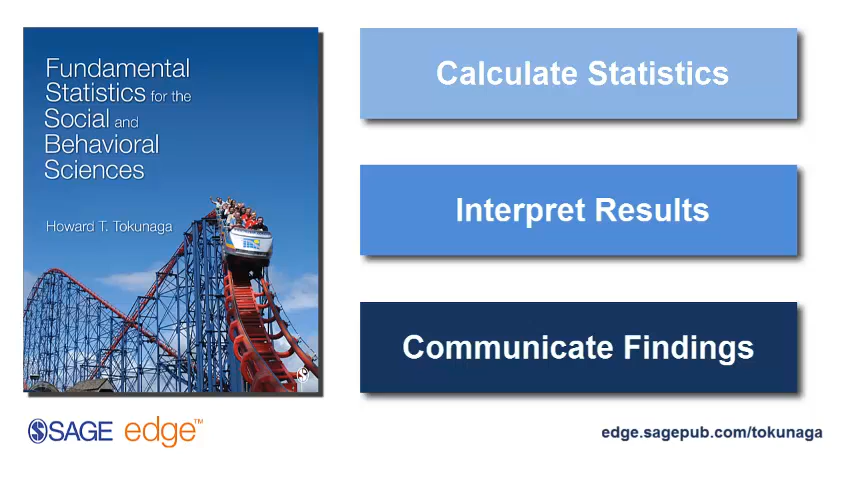 Fundamental
Statistics for the
Social and
Behavioral
Sciences
Howard T. Tokunaga
SAGE edge™
Calculate Statistics
Interpret Results
Communicate Findings
edge.sagepub.com/tokunaga